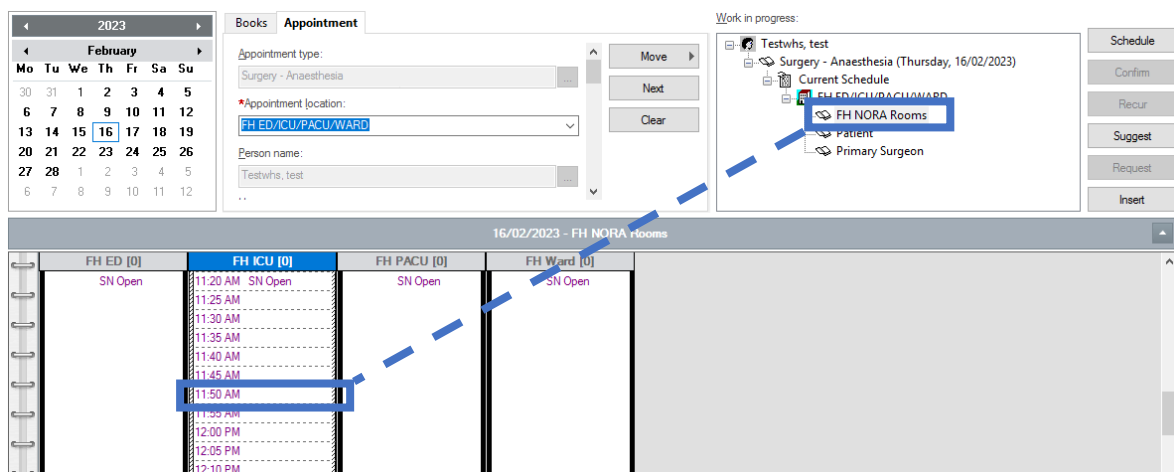 2023
February
Mo Tu We Th Fr Sa Su
30 31 1 2 3 4 5
6 7 8 9 10 11 12
13 14 15 16 17 18 19
20 21 22 23 24 25 26
27 28 1 2 3 4 5
6 7 8 9 10 11 12
Books Appointment
Appointment type:
Surgery - Anaesthesia
...
*Appointment location:
FH ED/ICU/PACU/WARD
Person name:
Testwhs, test
...
Move
Next
Clear
Work in progress:
Testwhs, test
Surgery - Anaesthesia (Thursday, 16/02/2023)
Current Schedule
FH ED/ICU/PACU/WARD
FH NORA Rooms
Patient
Primary Surgeon
Schedule
Confirm
Recur
Suggest
Request
Insert
16/02/2023 - FH NORA Rooms
FH ED [0] FH ICU [0] FH PACU [0] FH Ward [0]
SN Open 11:20 AM SN Open SN Open SN Open
11:25 AM
11:30 AM
11:35 AM
11:40 AM
11:45 AM
11:50 AM
11:55 AM
12:00 PM
12:05 PM
12:10 PM